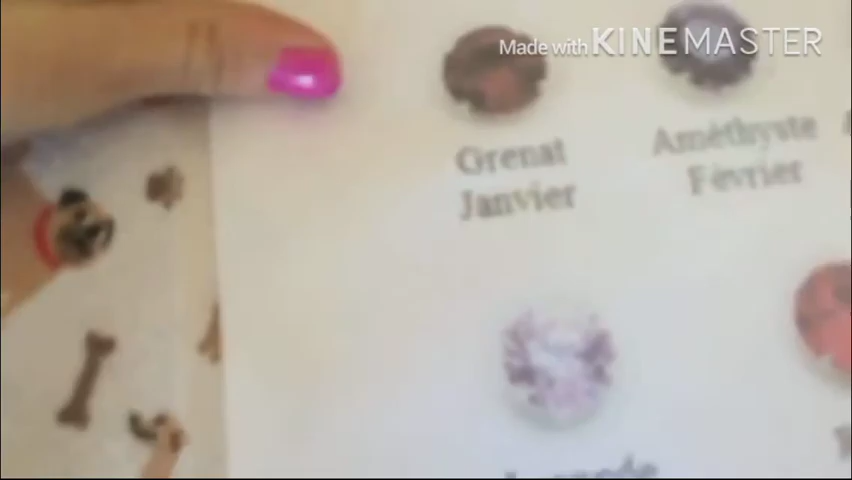 Made with KINEMASTER
Grenat
Janvier
Améthyste
Février